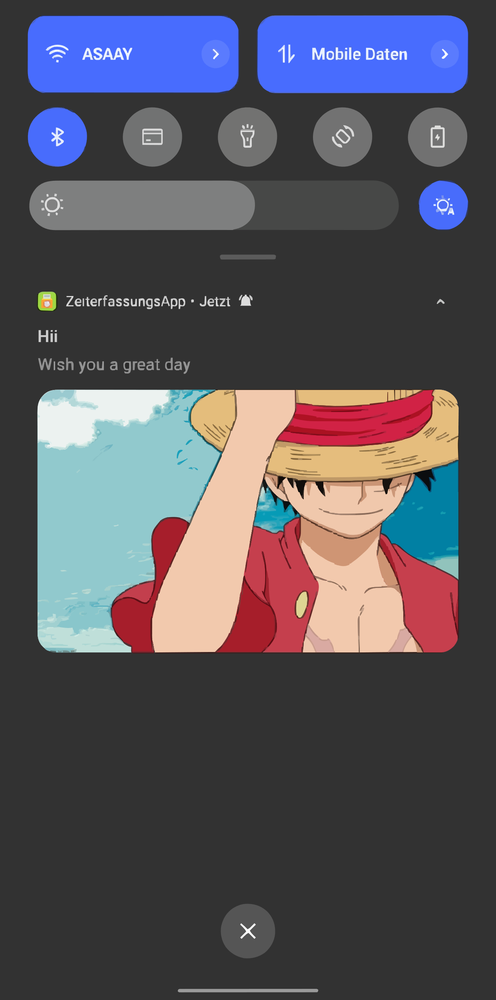 ASAAY
Mobile Daten
ZeiterfassungsApp • Jetzt
Hii
Wish you a great day